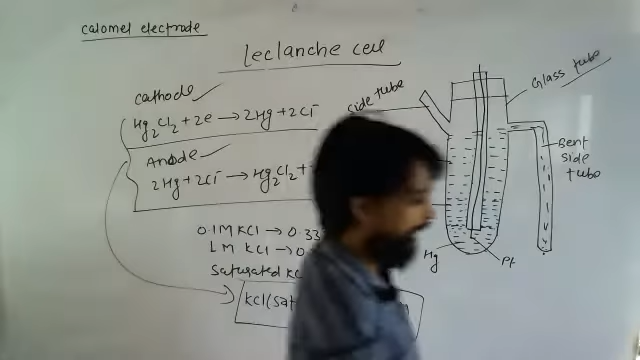 calomel electrode
leclanche cell
cathode
Hg2Cl2 + 2e → 2Hg + 2Cl-
Anode
2Hg + 2Cl- → Hg2Cl2 +
0.1M KCl → 0.33
1M KCl → 0.
saturated KC
KCl(sat
side tube
Glass tube
Bent side tube
Hg
Pt